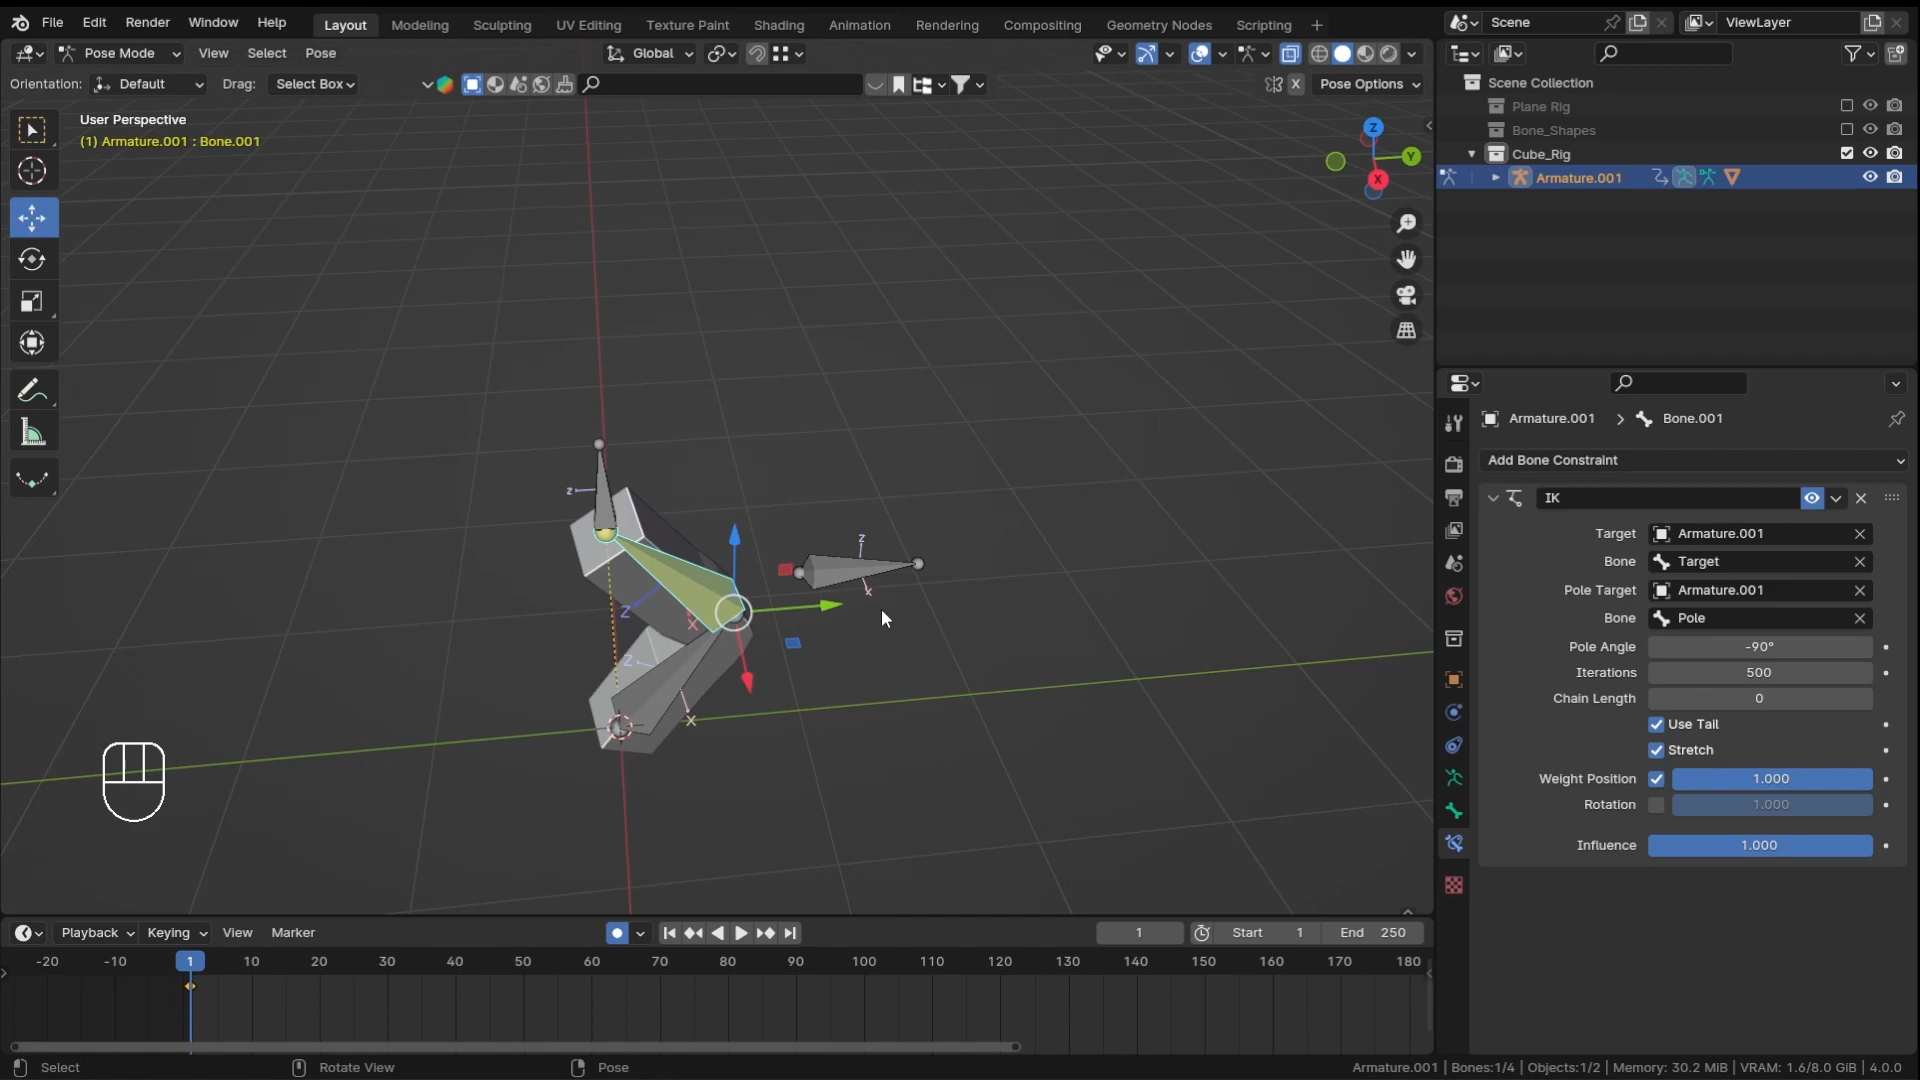 File Edit Render Window Help Layout Modeling Sculpting UV Editing Texture Paint Shading Animation Rendering Compositing Geometry Nodes Scripting + Scene ViewLayer
Pose Mode View Select Pose Global
Orientation: Default Drag: Select Box X Pose Options
User Perspective
(1) Armature.001 : Bone.001
Z
Y
X
z
z
x
Z
X
Z
X
Scene Collection
Plane Rig
Bone_Shapes
Cube_Rig
Armature.001
Armature.001 > Bone.001
Add Bone Constraint
IK
Target Armature.001
Bone Target
Pole Target Armature.001
Bone Pole
Pole Angle -90°
Iterations 500
Chain Length 0
Use Tail
Stretch
Weight Position 1.000
Rotation 1.000
Influence 1.000
Playback Keying View Marker 1 Start 1 End 250
-20 -10 1 10 20 30 40 50 60 70 80 90 100 110 120 130 140 150 160 170 180
Select Rotate View Pose Armature.001 | Bones:1/4 | Objects:1/2 | Memory: 30.2 MiB | VRAM: 1.6/8.0 GiB | 4.0.0